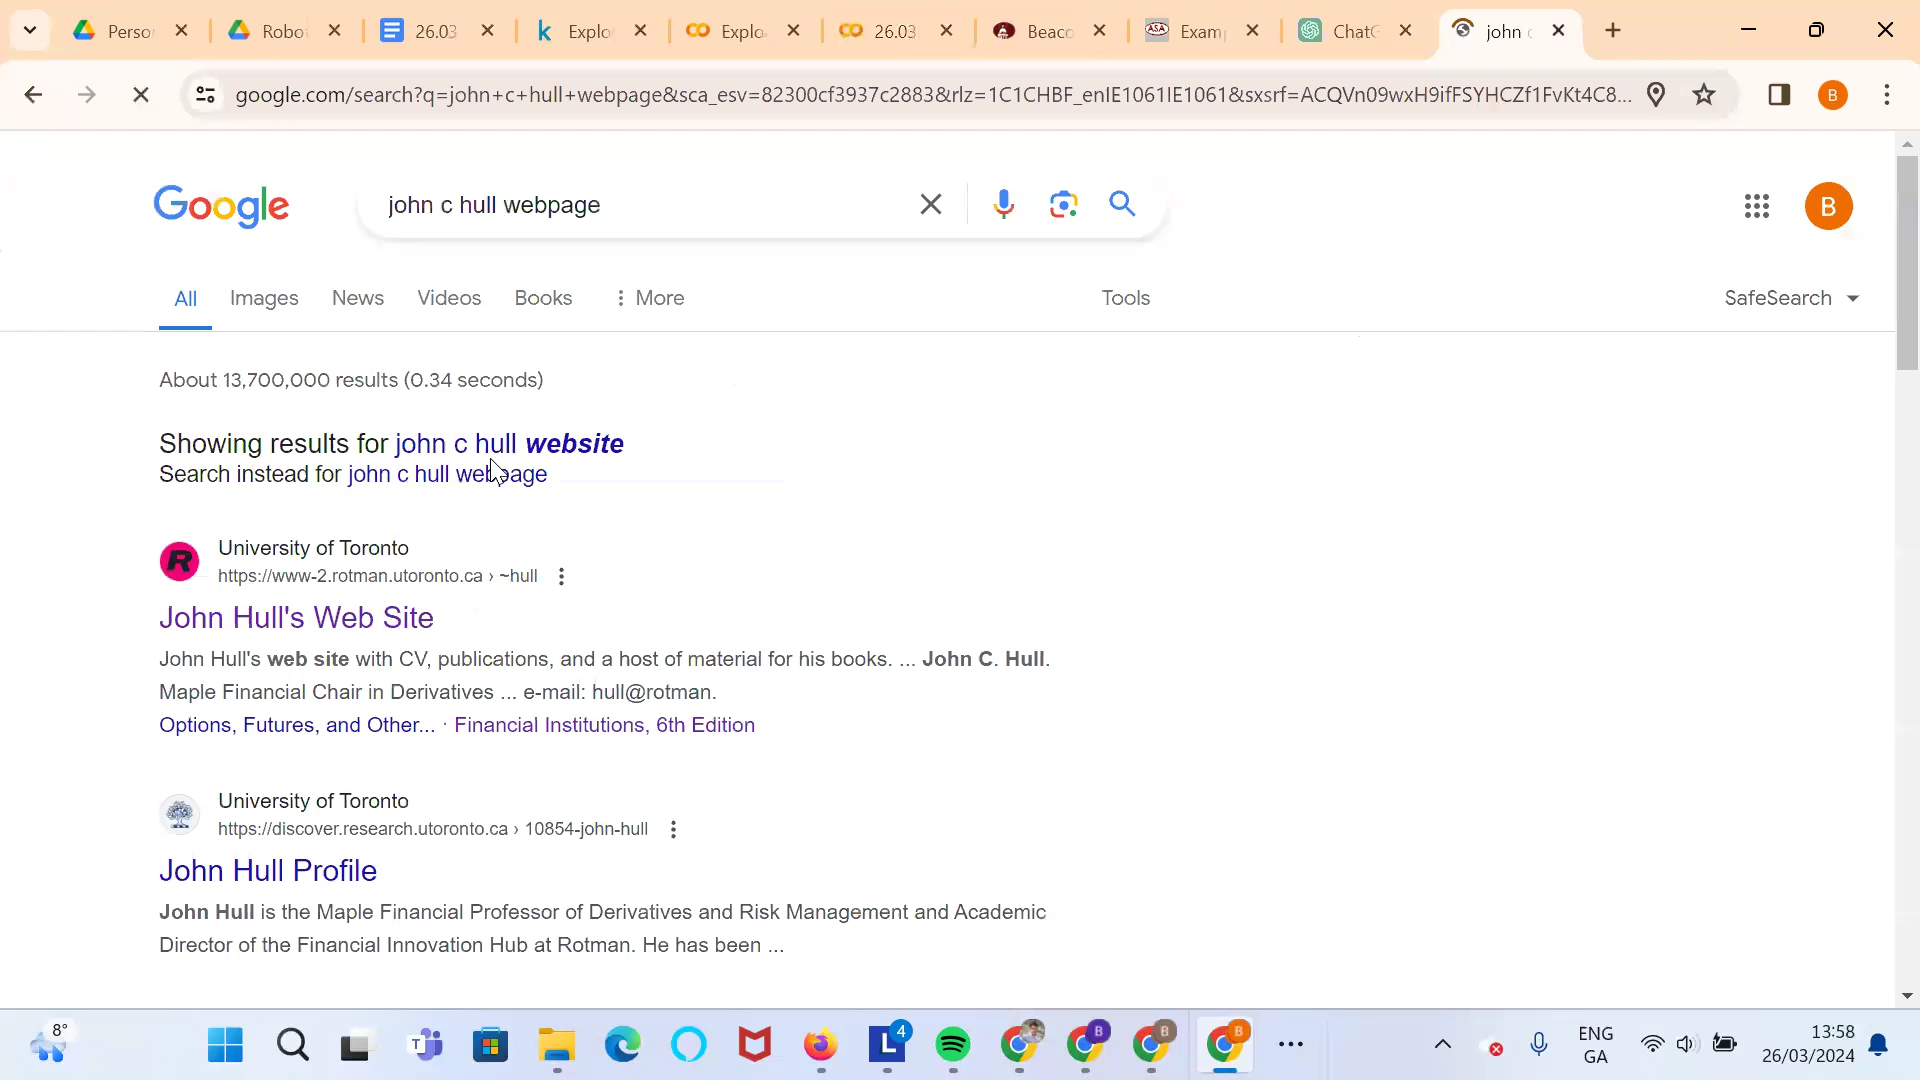 Perso
Robo
26.03
Explo
Explo
26.03
Beaco
Exam
ChatG
john c
google.com/search?q=john+c+hull+webpage&sca_esv=82300cf3937c2883&rlz=1C1CHBF_enIE1061IE1061&sxsrf=ACQVn09wxH9ifFSYHCZf1FvKt4C8...
B
Google
john c hull webpage
B
All
Images
News
Videos
Books
More
Tools
SafeSearch
About 13,700,000 results (0.34 seconds)
Showing results for john c hull website
Search instead for john c hull webpage
University of Toronto
https://www-2.rotman.utoronto.ca › ~hull
John Hull's Web Site
John Hull's web site with CV, publications, and a host of material for his books. ... John C. Hull.
Maple Financial Chair in Derivatives ... e-mail: hull@rotman.
Options, Futures, and Other... · Financial Institutions, 6th Edition
University of Toronto
https://discover.research.utoronto.ca › 10854-john-hull
John Hull Profile
John Hull is the Maple Financial Professor of Derivatives and Risk Management and Academic
Director of the Financial Innovation Hub at Rotman. He has been ...
8°
T
L
4
B
B
B
ENG
GA
13:58
26/03/2024